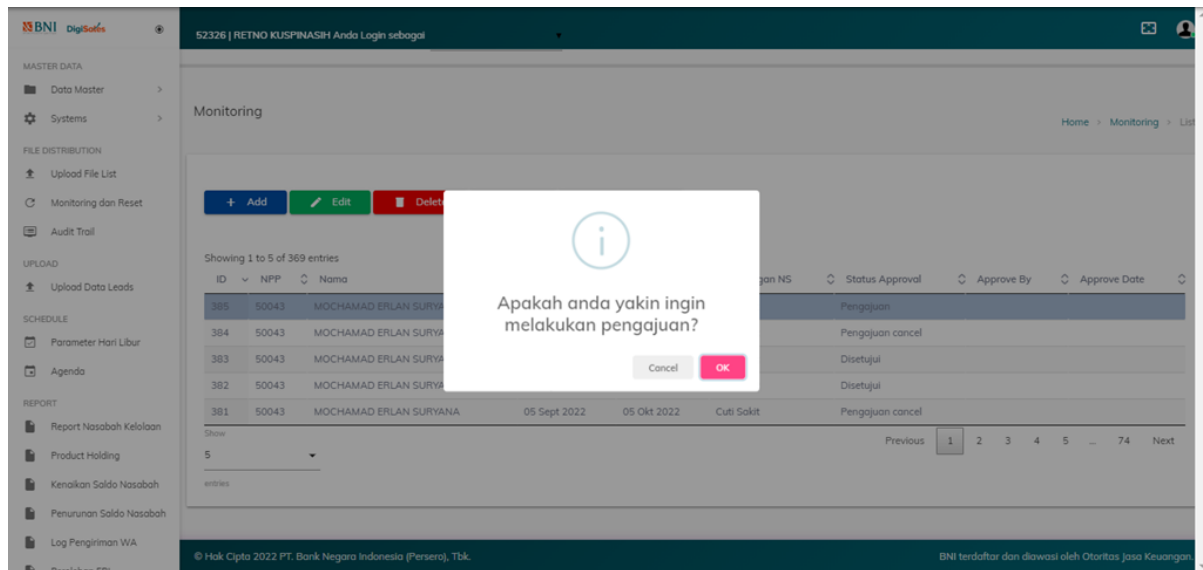 BNI DigiSales
52326 | RETNO KUSPINASIH Anda Login sebagai
MASTER DATA
Data Master
Systems
FILE DISTRIBUTION
Upload File List
Monitoring dan Reset
Audit Trail
UPLOAD
Upload Data Leads
SCHEDULE
Parameter Hari Libur
Agenda
REPORT
Report Nasabah Kelolaan
Product Holding
Kenaikan Saldo Nasabah
Penurunan Saldo Nasabah
Log Pengiriman WA
Monitoring
Home > Monitoring > List
+ Add
Edit
Delet
Showing 1 to 5 of 369 entries
ID NPP Nama gan NS Status Approval Approve By Approve Date
385 50043 MOCHAMAD ERLAN SURYA Pengajuan
384 50043 MOCHAMAD ERLAN SURYA Pengajuan cancel
383 50043 MOCHAMAD ERLAN SURYA Disetujui
382 50043 MOCHAMAD ERLAN SURYA Disetujui
381 50043 MOCHAMAD ERLAN SURYANA 05 Sept 2022 05 Okt 2022 Cuti Sakit Pengajuan cancel
Show
5
entries
Previous 1 2 3 4 5 ... 74 Next
Apakah anda yakin ingin
melakukan pengajuan?
Cancel OK
© Hak Cipta 2022 PT. Bank Negara Indonesia (Persero), Tbk.
BNI terdaftar dan diawasi oleh Otoritas Jasa Keuangan.